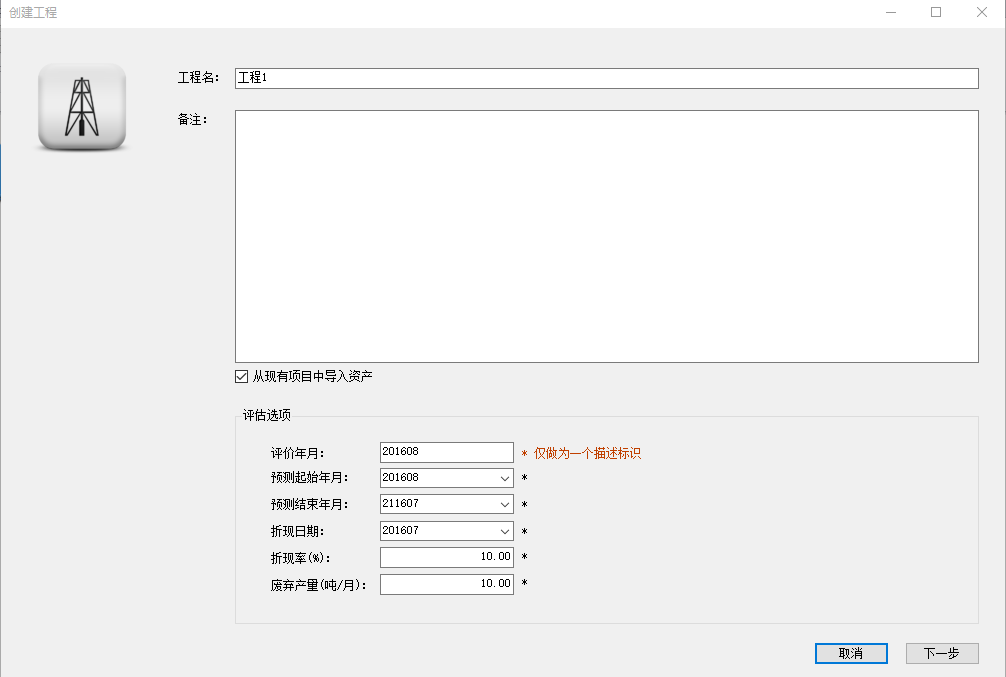 创建工程
工程名: 工程1
备注:
从现有项目中导入资产
评估选项
评价年月: 201608 * 仅做为一个描述标识
预测起始年月: 201608 *
预测结束年月: 211607 *
折现日期: 201607 *
折现率(%): 10.00 *
废弃产量(吨/月): 10.00 *
取消 下一步